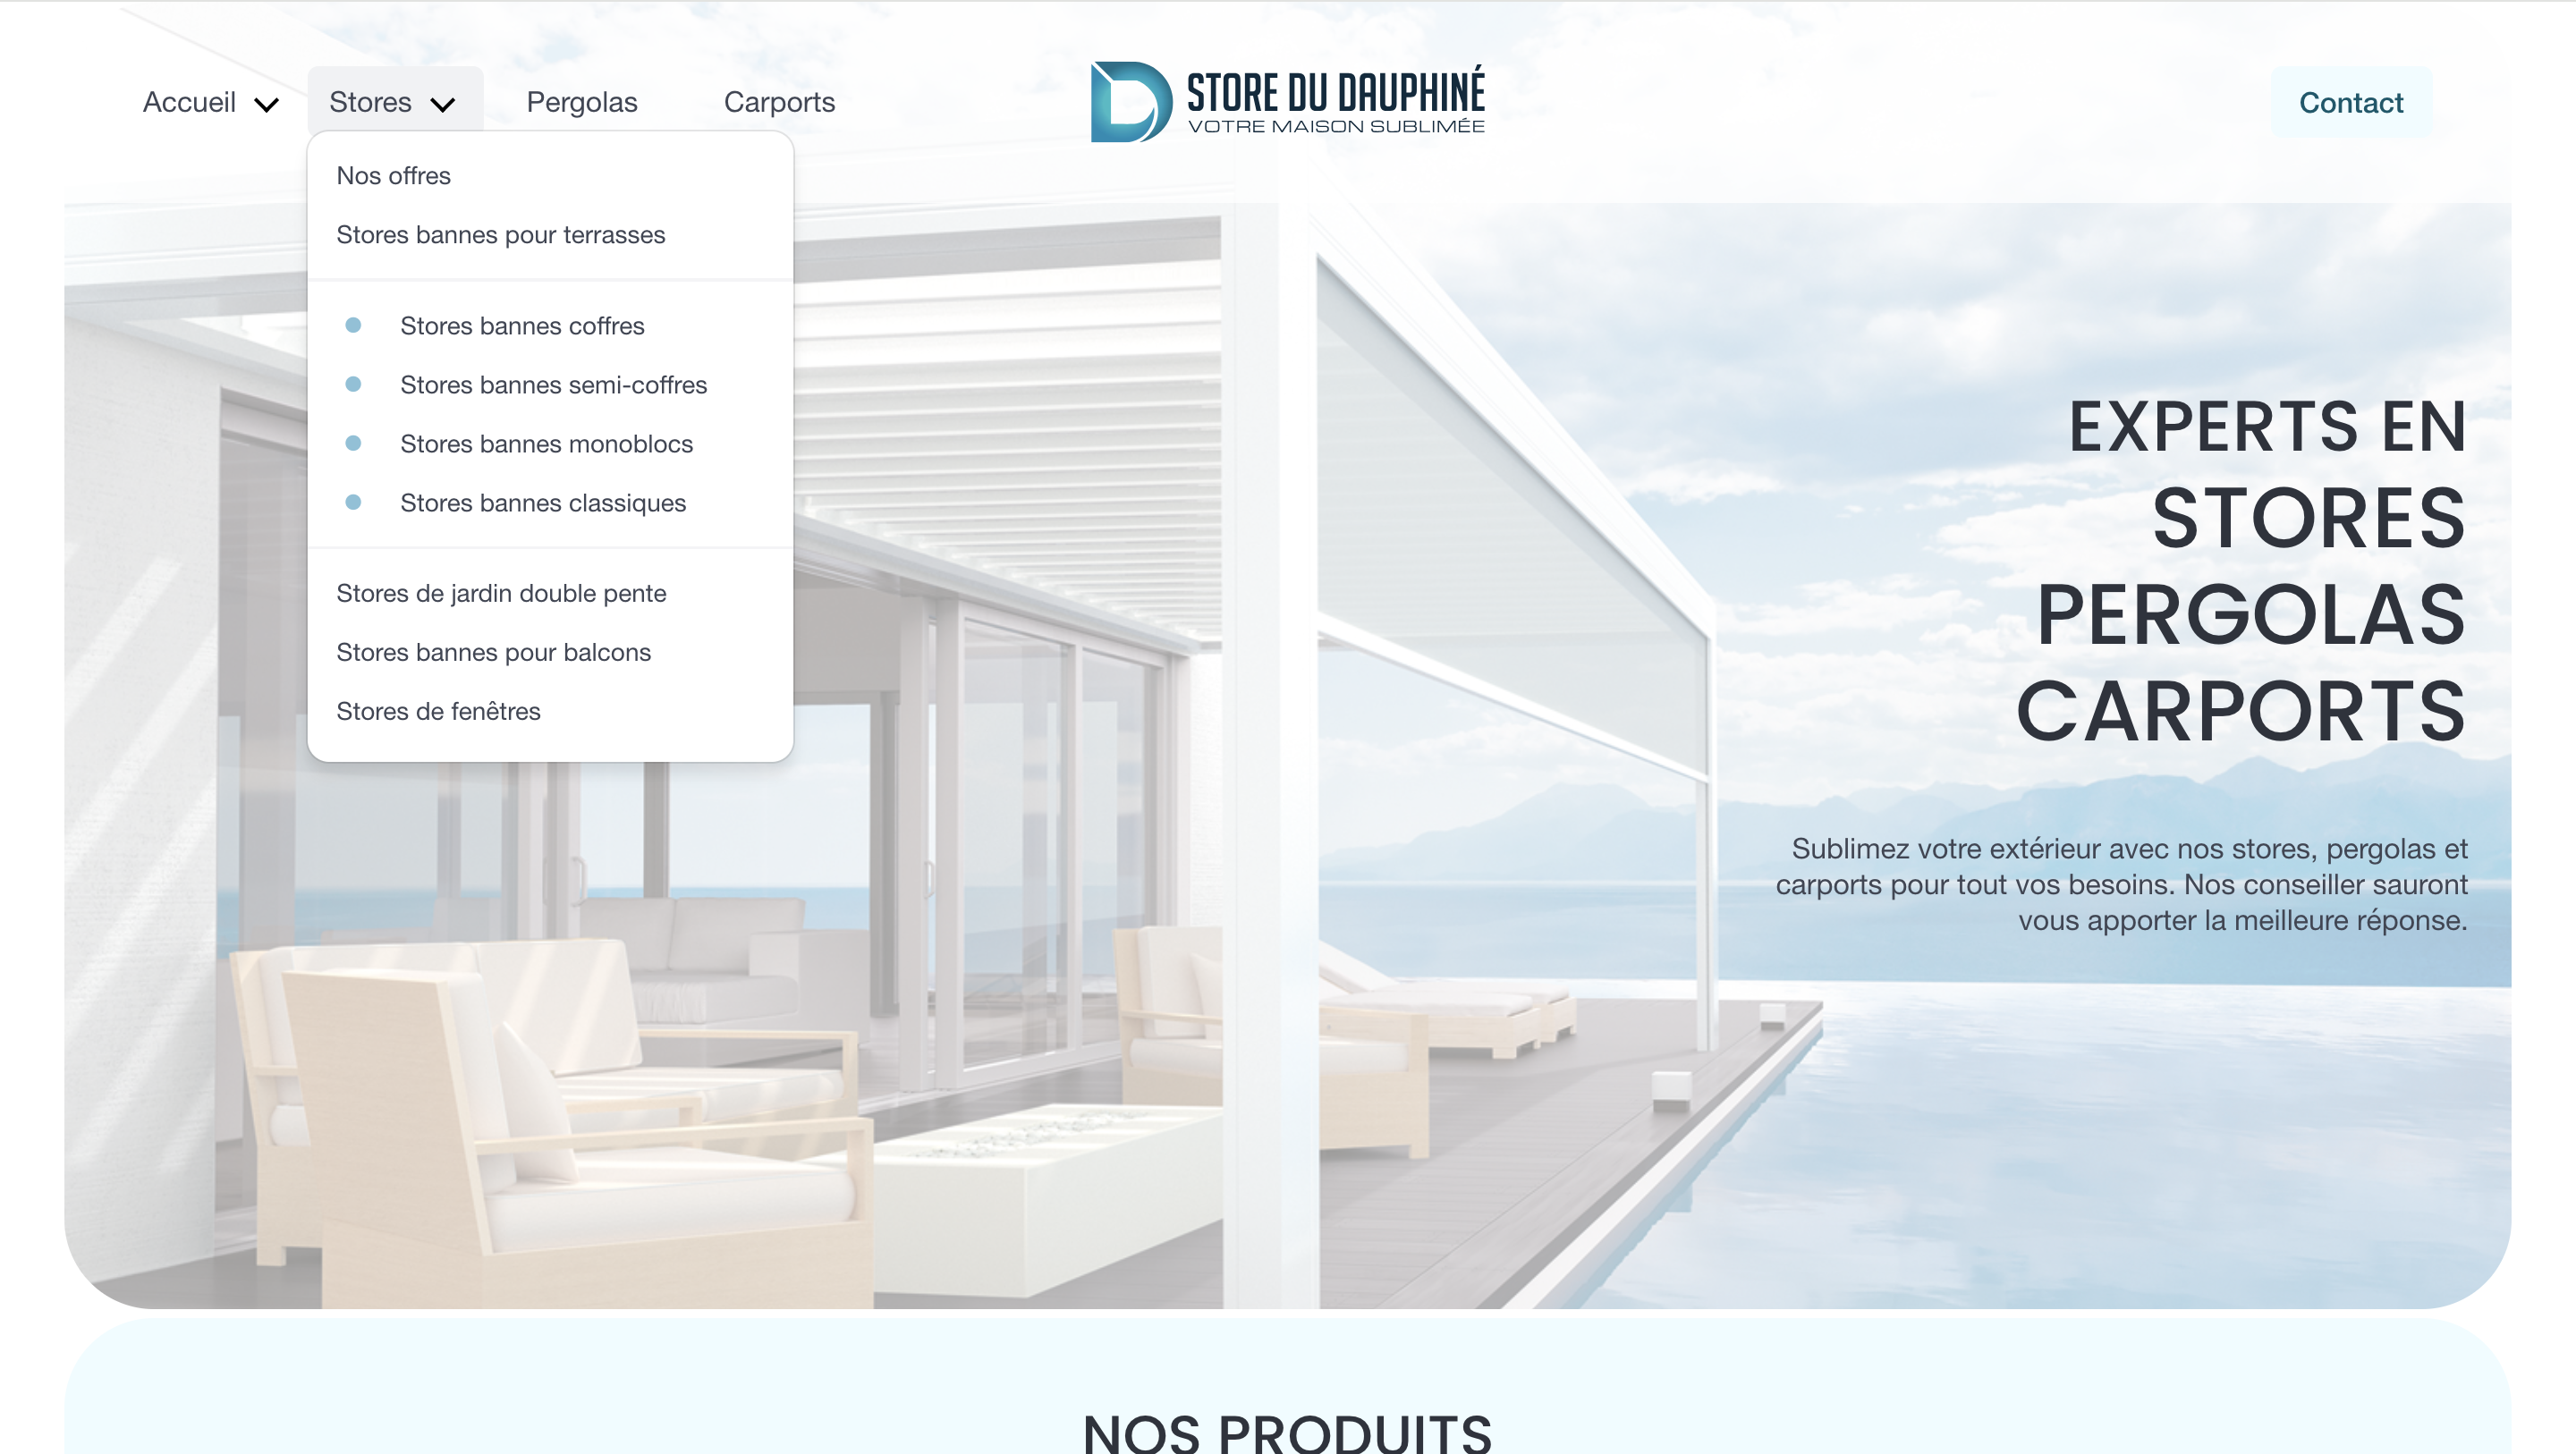 Accueil
Stores
Pergolas
Carports
STORE DU DAUPHINÉ
VOTRE MAISON SUBLIMÉE
Contact
Nos offres
Stores bannes pour terrasses
Stores bannes coffres
Stores bannes semi-coffres
Stores bannes monoblocs
Stores bannes classiques
Stores de jardin double pente
Stores bannes pour balcons
Stores de fenêtres
EXPERTS EN
STORES
PERGOLAS
CARPORTS
Sublimez votre extérieur avec nos stores, pergolas et
carports pour tout vos besoins. Nos conseiller sauront
vous apporter la meilleure réponse.
NOS PRODUITS